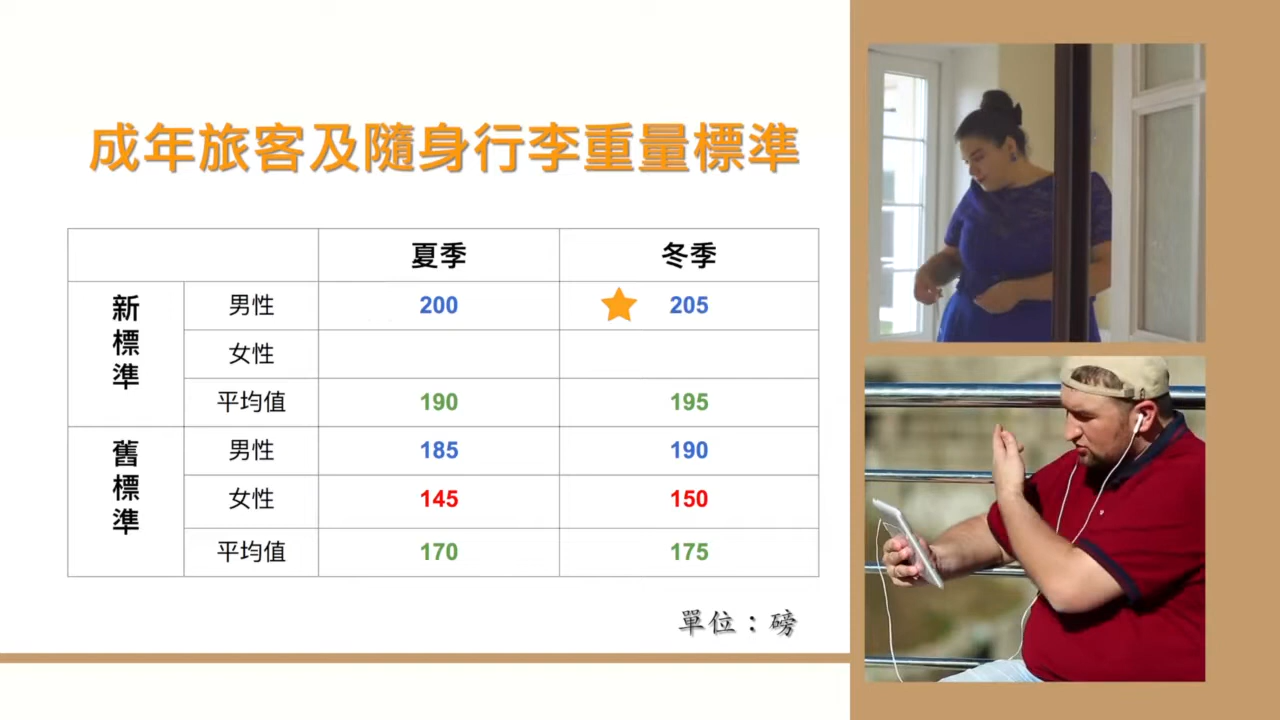 成年旅客及隨身行李重量標準
夏季 冬季
新標準 男性 200 205
女性
平均值 190 195
舊標準 男性 185 190
女性 145 150
平均值 170 175
單位：磅